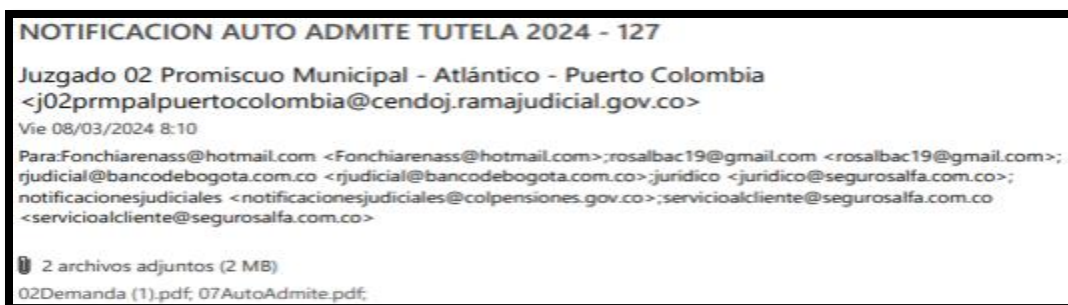 NOTIFICACION AUTO ADMITE TUTELA 2024 - 127
Juzgado 02 Promiscuo Municipal - Atlántico - Puerto Colombia
<j02prmpalpuertocolombia@cendoj.ramajudicial.gov.co>
Vie 08/03/2024 8:10
Para:Fonchiarenass@hotmail.com <Fonchiarenass@hotmail.com>;rosalbac19@gmail.com <rosalbac19@gmail.com>;
rjudicial@bancodebogota.com.co <rjudicial@bancodebogota.com.co>;juridico <juridico@segurosalfa.com.co>;
notificacionesjudiciales <notificacionesjudiciales@colpensiones.gov.co>;servicioalcliente@segurosalfa.com.co
<servicioalcliente@segurosalfa.com.co>
2 archivos adjuntos (2 MB)
02Demanda (1).pdf; 07AutoAdmite.pdf;